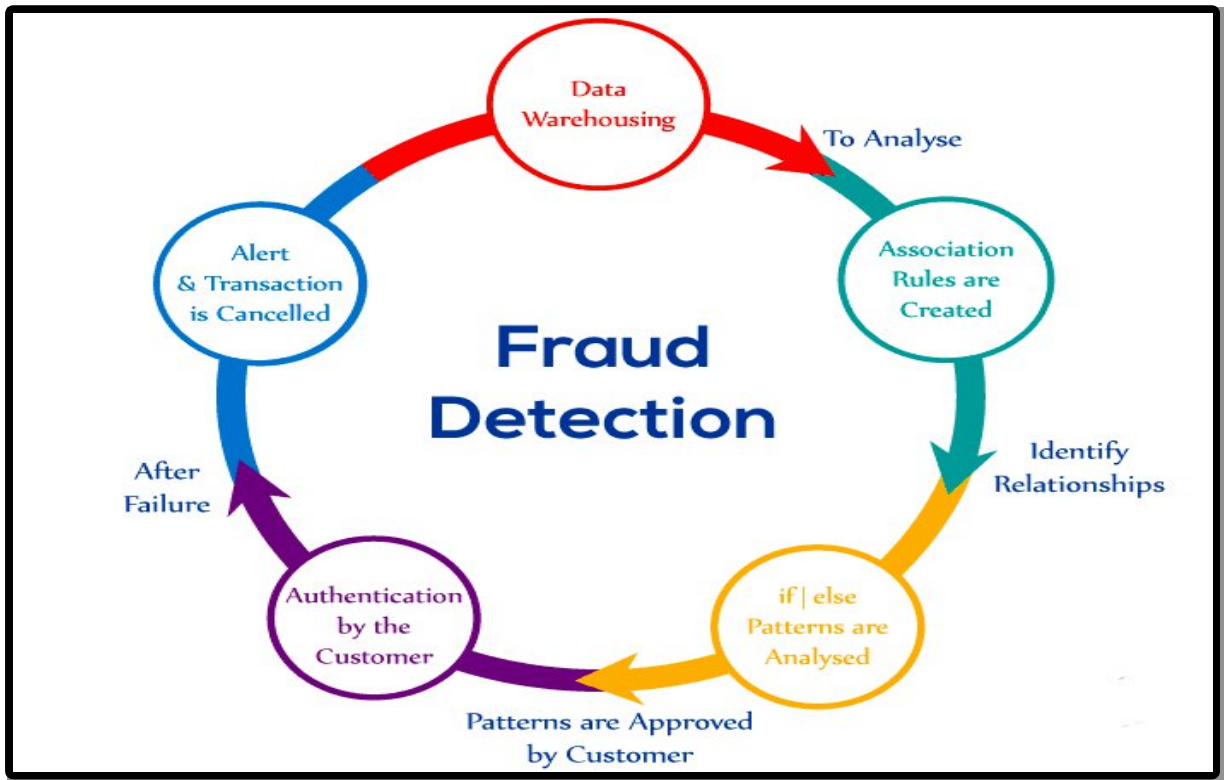 Data
Warehousing
To Analyse
Association
Rules are
Created
Identify
Relationships
if | else
Patterns are
Analysed
Patterns are Approved
by Customer
Authentication
by the
Customer
After
Failure
Alert
& Transaction
is Cancelled
Fraud
Detection